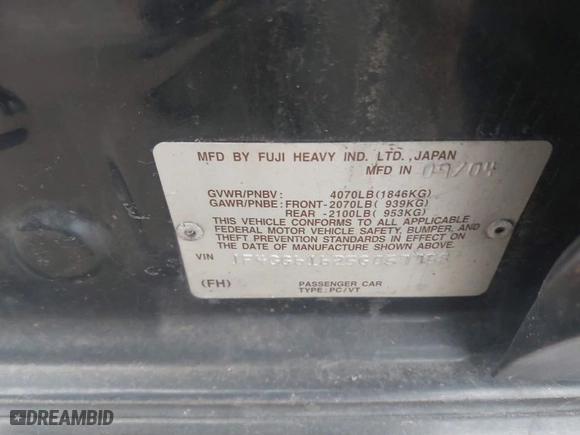 MFD BY FUJI HEAVY IND. LTD., JAPAN
MFD IN 09/04
GVWR/PNBV: 4070LB(1846KG)
GAWR/PNBE: FRONT-2070LB( 939KG)
REAR -2100LB( 953KG)
THIS VEHICLE CONFORMS TO ALL APPLICABLE
FEDERAL MOTOR VEHICLE SAFETY, BUMPER, AND
THEFT PREVENTION STANDARDS IN EFFECT ON
THE DATE OF MANUFACTURE SHOWN ABOVE.
VIN
(FH) PASSENGER CAR
TYPE: PC/VT
DREAMBID